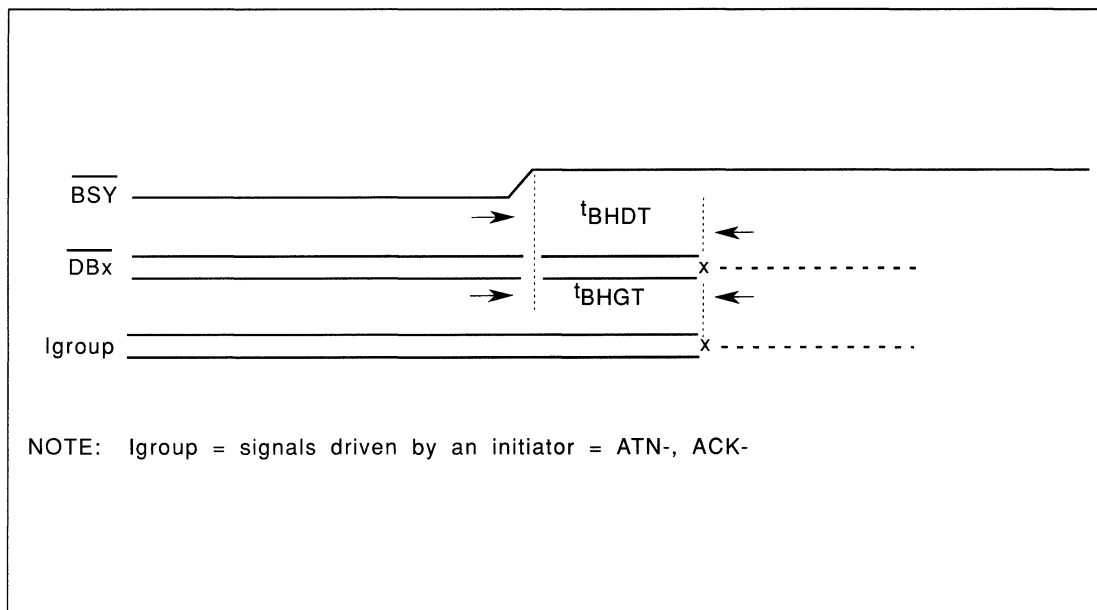 BSY
tBHDT
DBx
x
tBHGT
Igroup
x
NOTE: Igroup = signals driven by an initiator = ATN-, ACK-